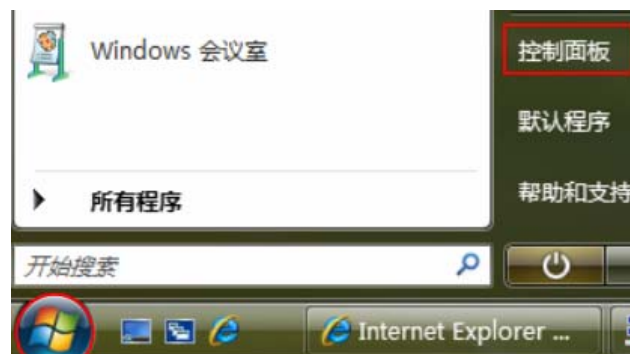 Windows 会议室
控制面板
默认程序
所有程序
帮助和支持
开始搜索
Internet Explorer ...